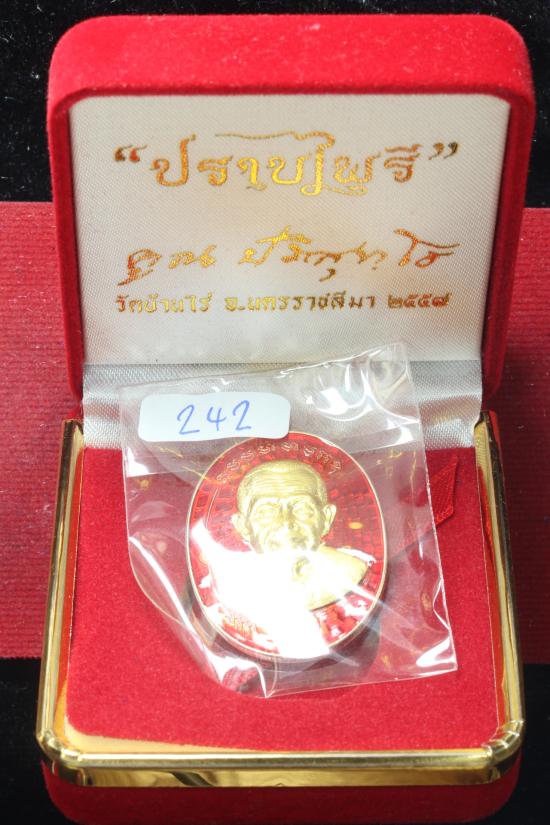 “ปราบไพรี”
คูณ ปริสุทฺโธ
วัดบ้านไร่ จ.นครราชสีมา ๒๕๕๗
242